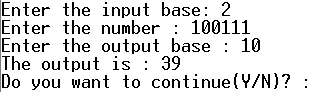 Enter the input base: 2
Enter the number : 100111
Enter the output base : 10
The output is : 39
Do you want to continue(Y/N)? :